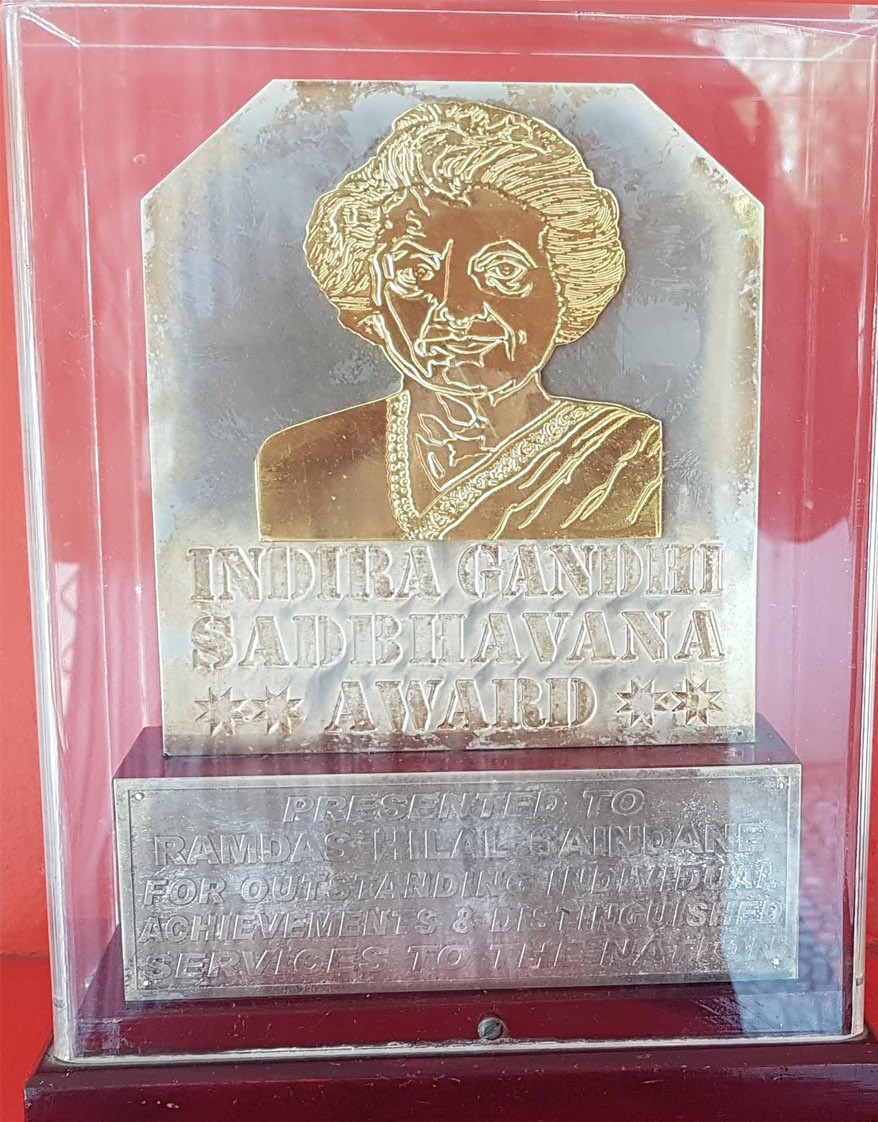 INDIRA GANDHI
SADBHAVANA
AWARD
PRESENTED TO
RAMDAS HILAL SAINDANE
FOR OUTSTANDING INDIVIDUAL
ACHIEVEMENTS & DISTINGUISHED
SERVICES TO THE NATION